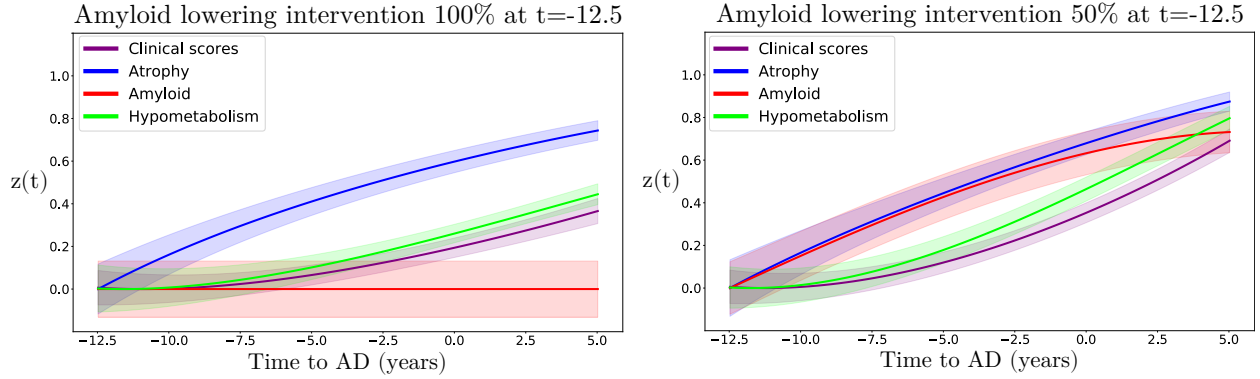 Amyloid lowering intervention 100% at t=-12.5
Clinical scores
Atrophy
Amyloid
Hypometabolism
z(t)
1.0
0.8
0.6
0.4
0.2
0.0
−12.5 −10.0 −7.5 −5.0 −2.5 0.0 2.5 5.0
Time to AD (years)
Amyloid lowering intervention 50% at t=-12.5
Clinical scores
Atrophy
Amyloid
Hypometabolism
z(t)
1.0
0.8
0.6
0.4
0.2
0.0
−12.5 −10.0 −7.5 −5.0 −2.5 0.0 2.5 5.0
Time to AD (years)